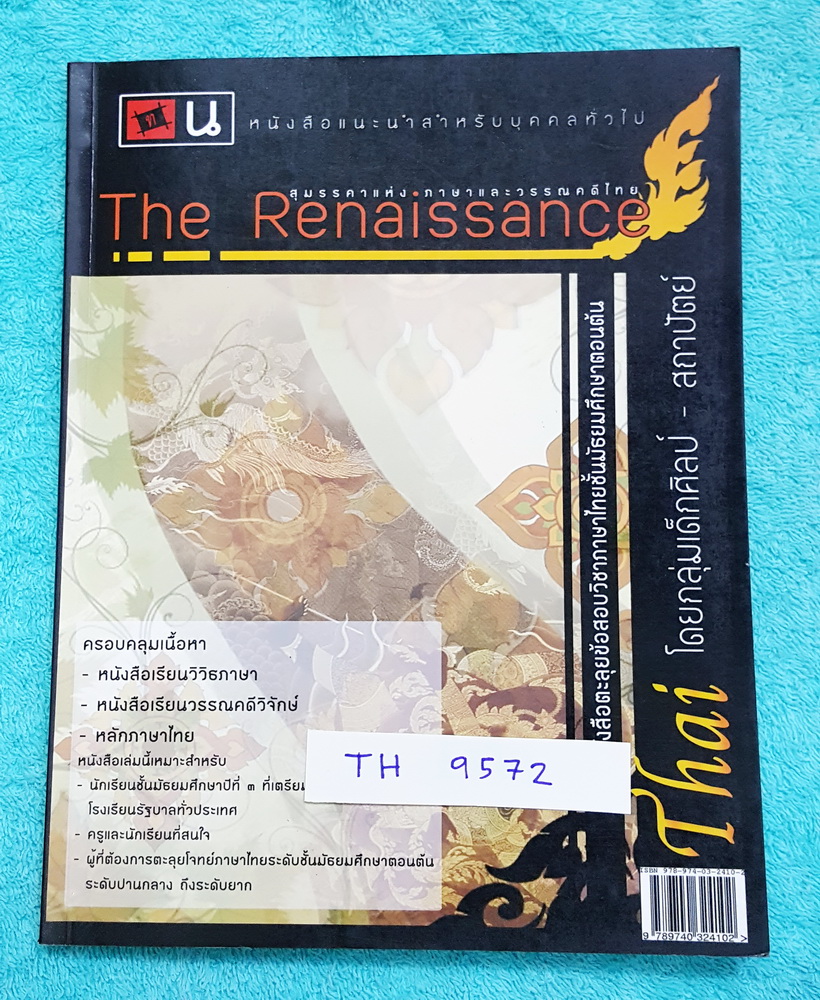 ท น
หนังสือแนะนำสำหรับบุคคลทั่วไป
สุมรรคาแห่ง ภาษาและวรรณคดีไทย
The Renaissance
ครอบคลุมเนื้อหา
- หนังสือเรียนวิวิธภาษา
- หนังสือเรียนวรรณคดีวิจักษ์
- หลักภาษาไทย
หนังสือเล่มนี้เหมาะสำหรับ
- นักเรียนชั้นมัธยมศึกษาปีที่ ๓ ที่เตรียม
โรงเรียนรัฐบาลทั่วประเทศ
- ครูและนักเรียนที่สนใจ
- ผู้ที่ต้องการตะลุยโจทย์ภาษาไทยระดับชั้นมัธยมศึกษาตอนต้น
ระดับปานกลาง ถึงระดับยาก
TH 9572
งสือตะลุยข้อสอบวิชาภาษาไทยชั้นมัธยมศึกษาตอนต้น
Thai โดยกลุ่มเด็กศิลป์ - สถาปัตย์
ISBN 978-974-03-2410-2
9 789740 324102 >